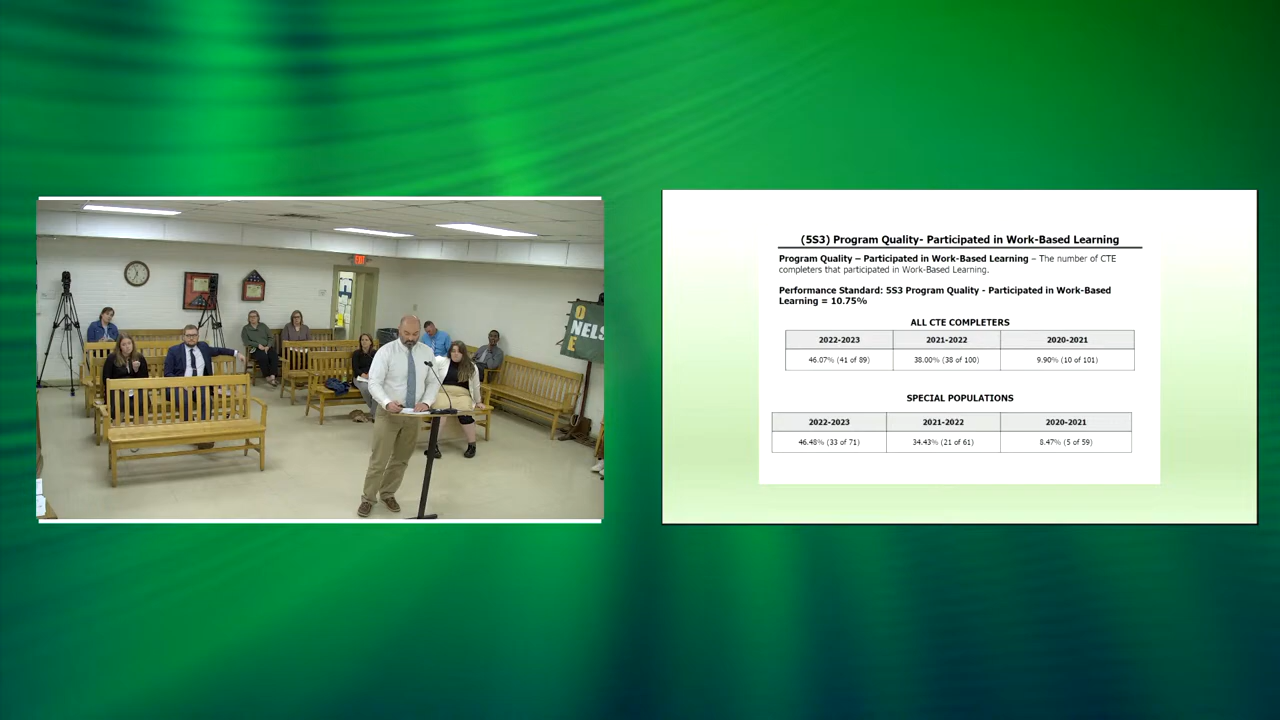 EXIT
NELS
(5S3) Program Quality- Participated in Work-Based Learning
Program Quality – Participated in Work-Based Learning – The number of CTE
completers that participated in Work-Based Learning.
Performance Standard: 5S3 Program Quality - Participated in Work-Based
Learning = 10.75%
ALL CTE COMPLETERS
2022-2023 2021-2022 2020-2021
46.07% (41 of 89) 38.00% (38 of 100) 9.90% (10 of 101)
SPECIAL POPULATIONS
2022-2023 2021-2022 2020-2021
46.48% (33 of 71) 34.43% (21 of 61) 8.47% (5 of 59)